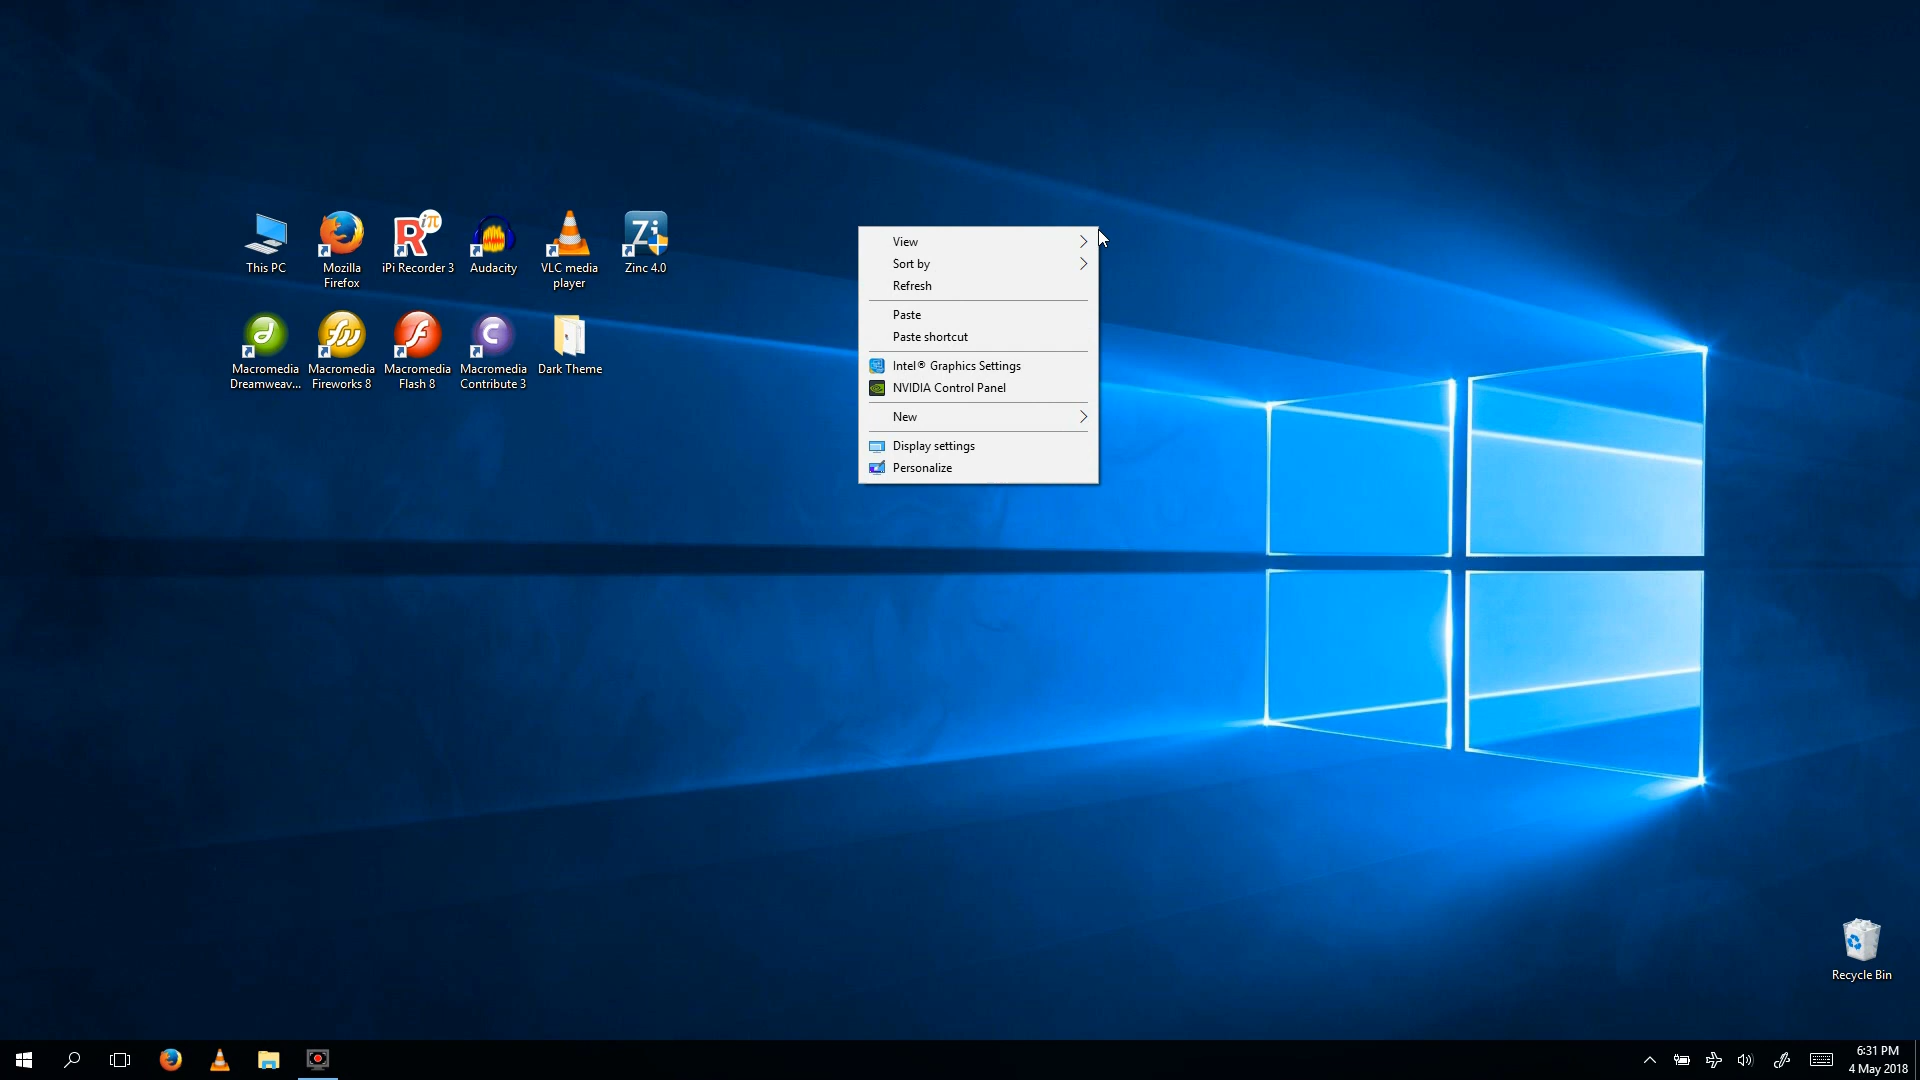 This PC
Mozilla
Firefox
iPi Recorder 3
Audacity
VLC media
player
Zinc 4.0
Macromedia
Dreamweav...
Macromedia
Fireworks 8
Macromedia
Flash 8
Macromedia
Contribute 3
Dark Theme
View
Sort by
Refresh
Paste
Paste shortcut
Intel® Graphics Settings
NVIDIA Control Panel
New
Display settings
Personalize
Recycle Bin
6:31 PM
4 May 2018